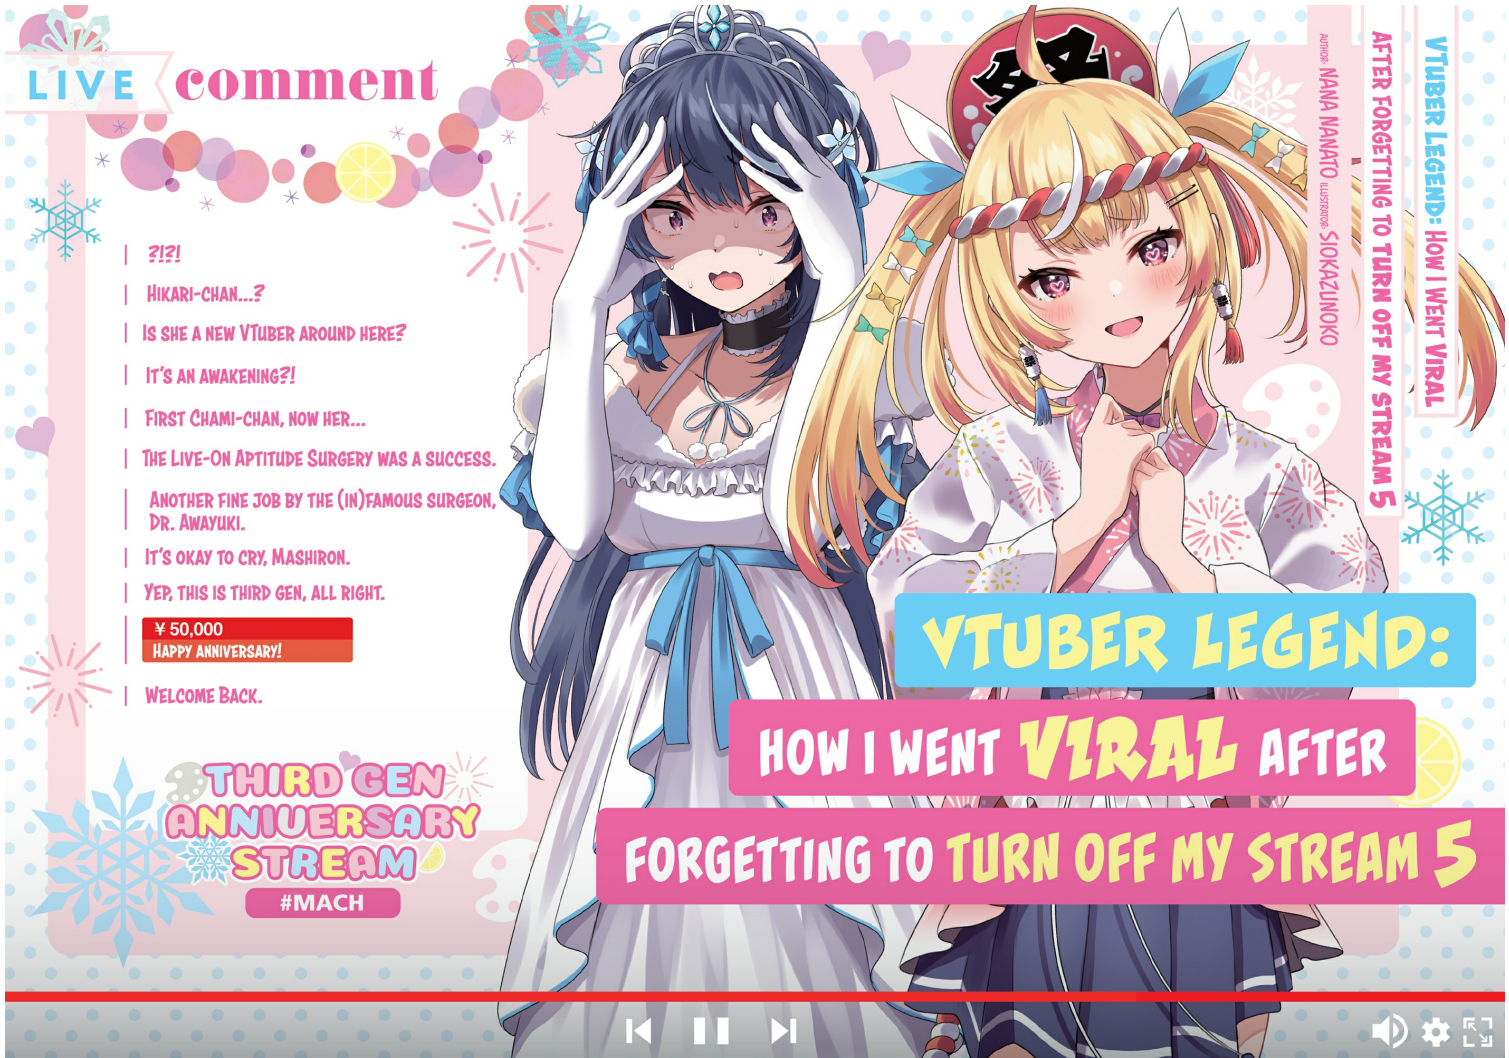 LIVE comment
?!?!
HIKARI-CHAN...?
IS SHE A NEW VTUBER AROUND HERE?
IT'S AN AWAKENING?!
FIRST CHAMI-CHAN, NOW HER...
THE LIVE-ON APTITUDE SURGERY WAS A SUCCESS.
ANOTHER FINE JOB BY THE (IN)FAMOUS SURGEON,
DR. AWAYUKI.
IT'S OKAY TO CRY, MASHIRON.
YEP, THIS IS THIRD GEN, ALL RIGHT.
¥ 50,000
HAPPY ANNIVERSARY!
WELCOME BACK.
THIRD GEN
ANNIVERSARY
STREAM
#MACH
祭
VTUBER LEGEND: HOW I WENT VIRAL
AFTER FORGETTING TO TURN OFF MY STREAM 5
AUTHOR: NANA NANATO ILLUSTRATOR: SIOKAZUNOKO
VTUBER LEGEND:
HOW I WENT VIRAL AFTER
FORGETTING TO TURN OFF MY STREAM 5